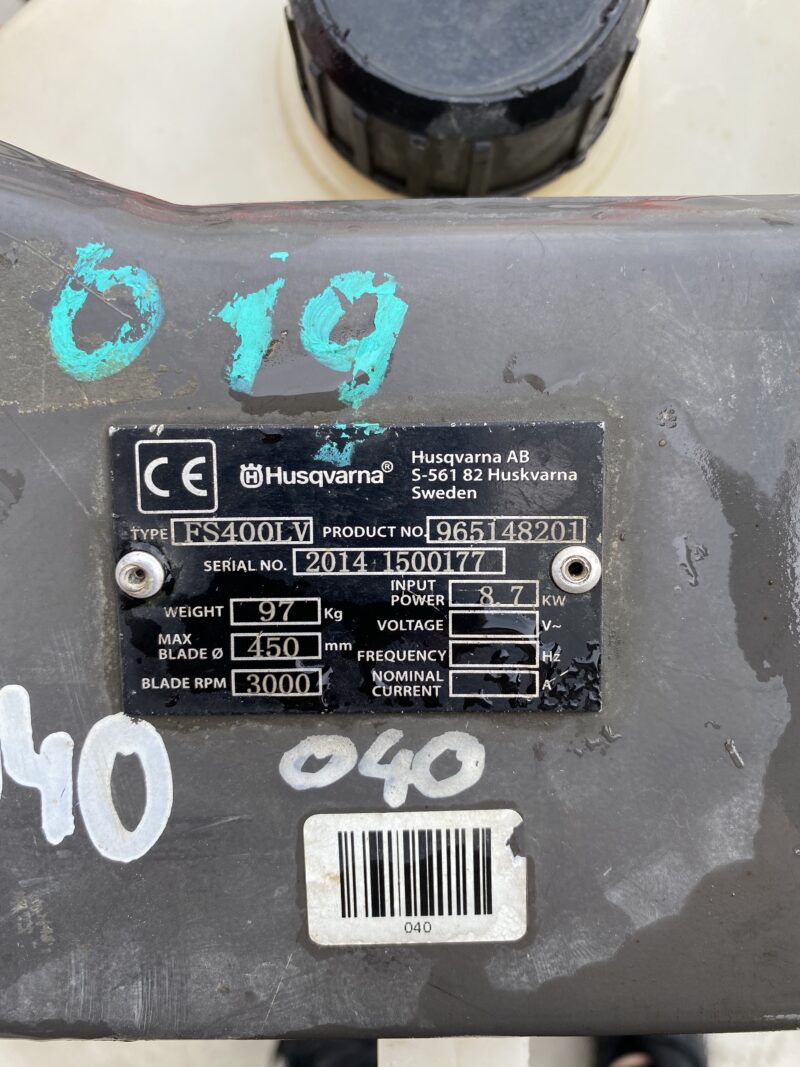 019
CE
Husqvarna®
Husqvarna AB
S-561 82 Huskvarna
Sweden
TYPE FS400LV PRODUCT NO. 965148201
SERIAL NO. 2014 1500177
WEIGHT 97 Kg
MAX BLADE Ø 450 mm
BLADE RPM 3000
INPUT POWER 8.7 KW
VOLTAGE V~
FREQUENCY Hz
NOMINAL CURRENT A
040
040
040